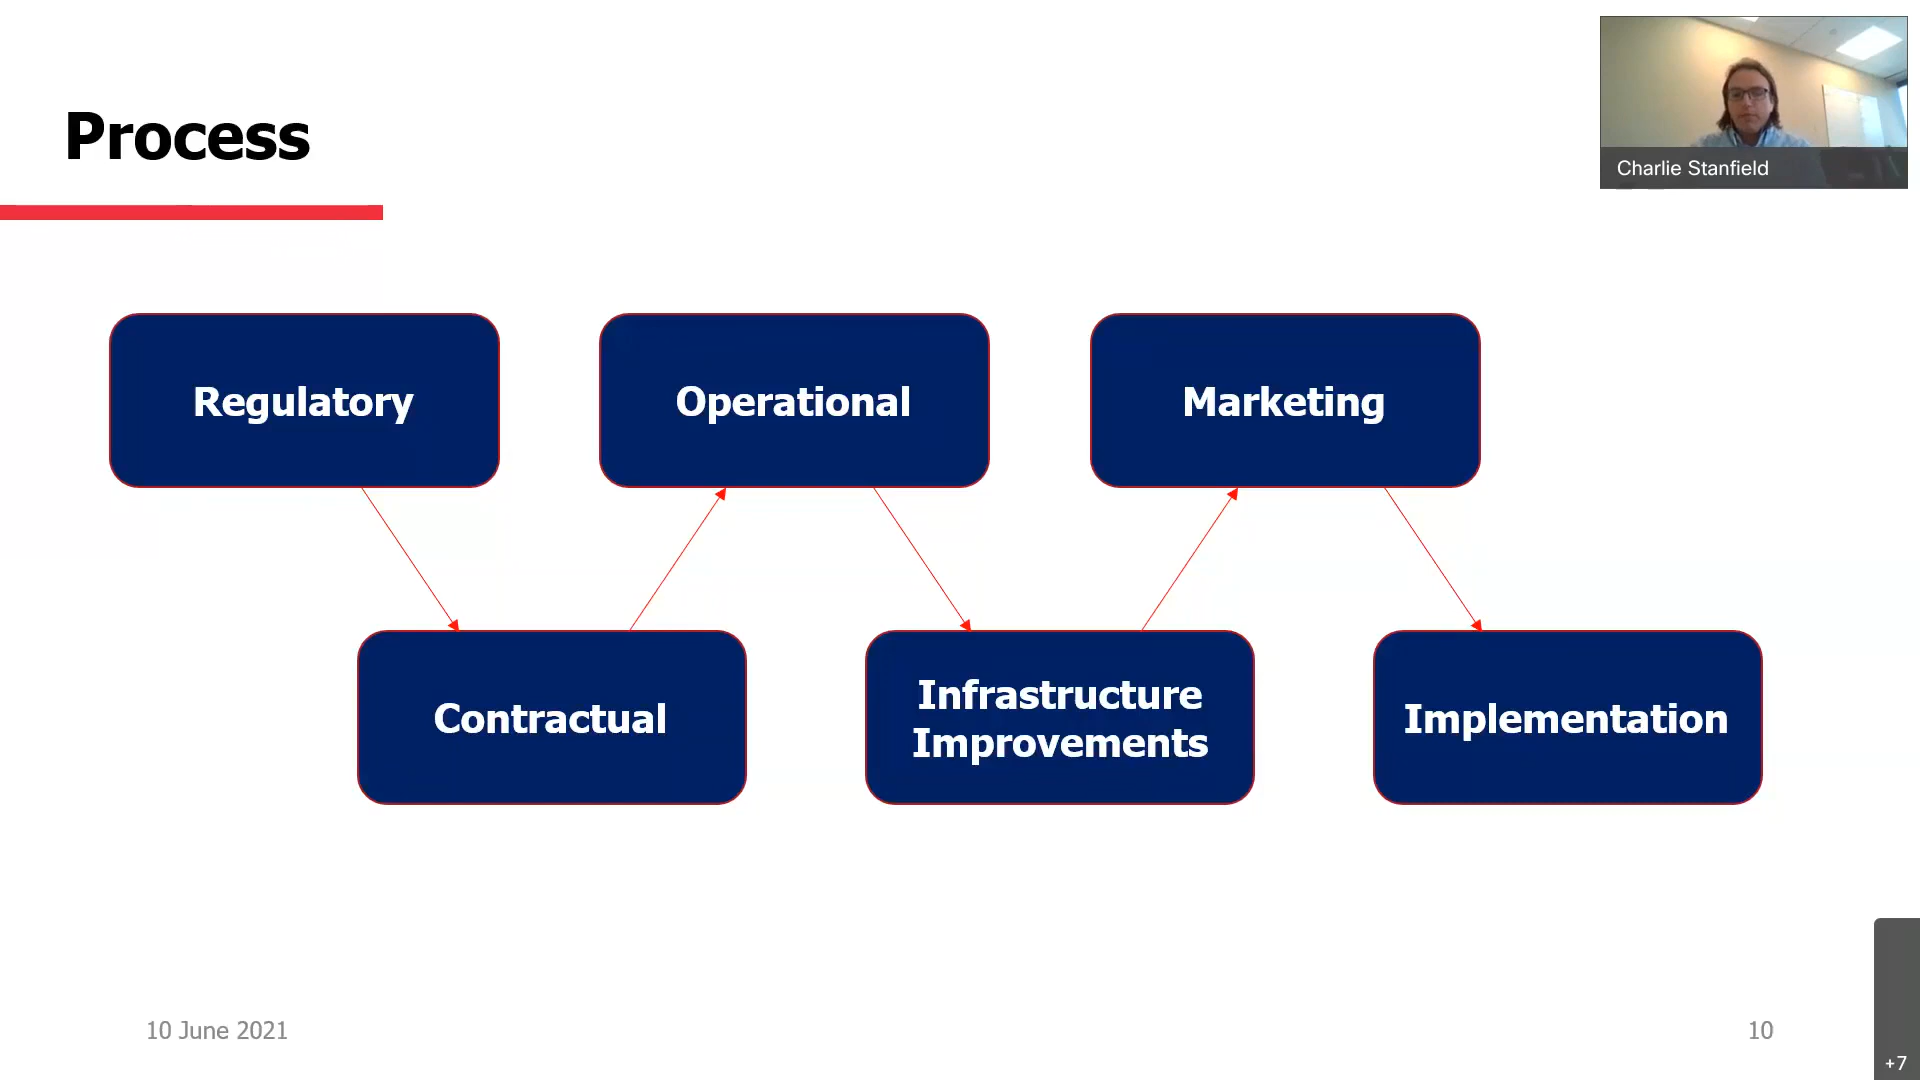 Process
Charlie Stanfield
Regulatory
Operational
Marketing
Contractual
Infrastructure
Improvements
Implementation
10 June 2021
10
+7